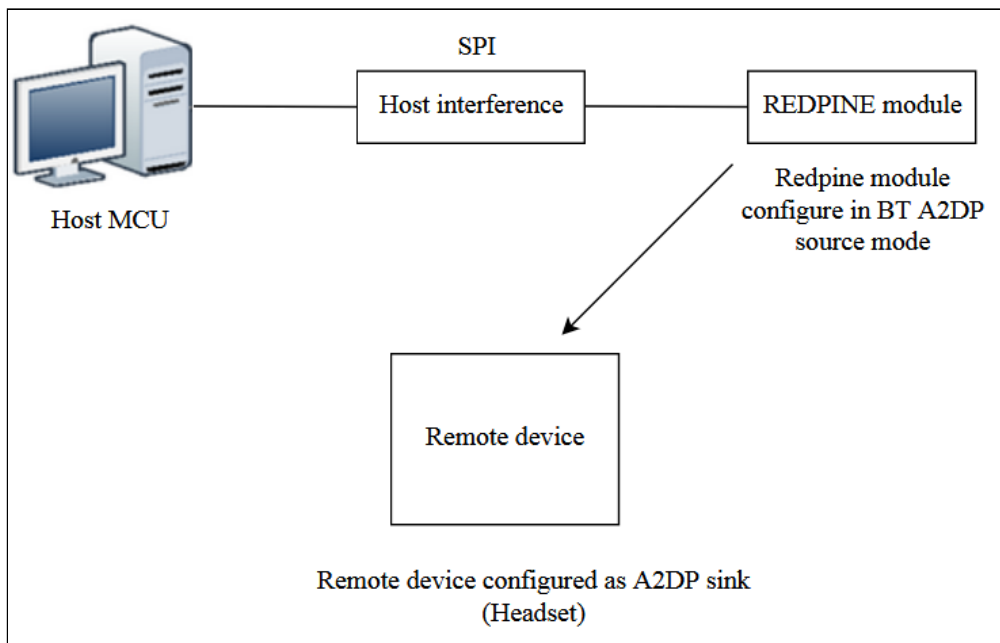 SPI
Host interference
REDPINE module
Host MCU
Redpine module
configure in BT A2DP
source mode
Remote device
Remote device configured as A2DP sink
(Headset)